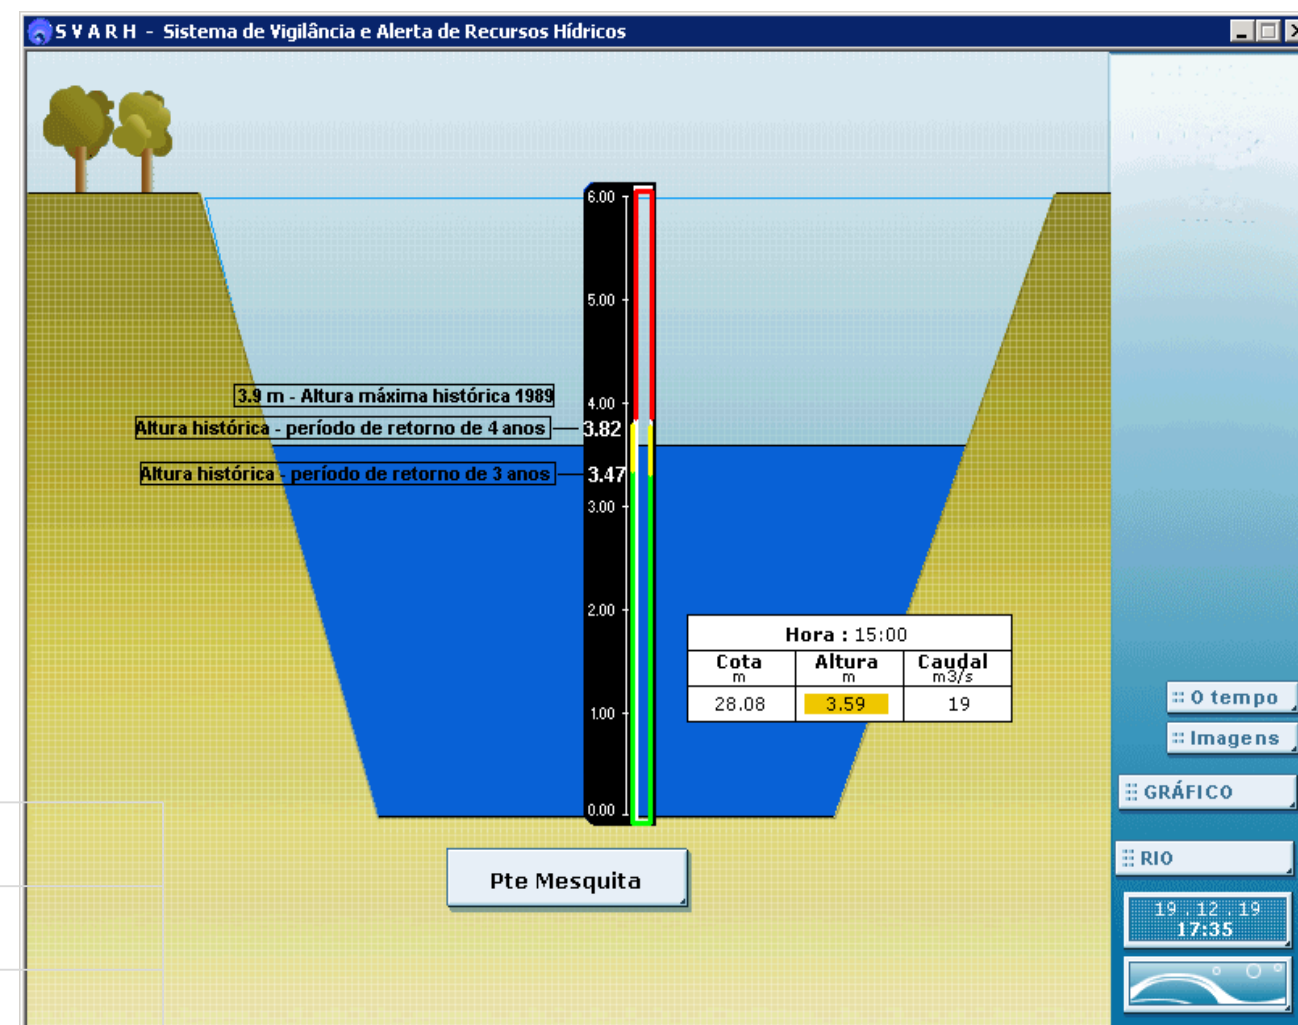 S V A R H - Sistema de Vigilância e Alerta de Recursos Hídricos
6.00
5.00
3.9 m - Altura máxima histórica 1989
4.00
Altura histórica - período de retorno de 4 anos
3.82
Altura histórica - período de retorno de 3 anos
3.47
3.00
2.00
Hora : 15:00
Cota Altura Caudal
m m m3/s
28.08 3.59 19
1.00
0.00
Pte Mesquita
O tempo
Imagens
GRÁFICO
RIO
19 . 12 . 19
17:35